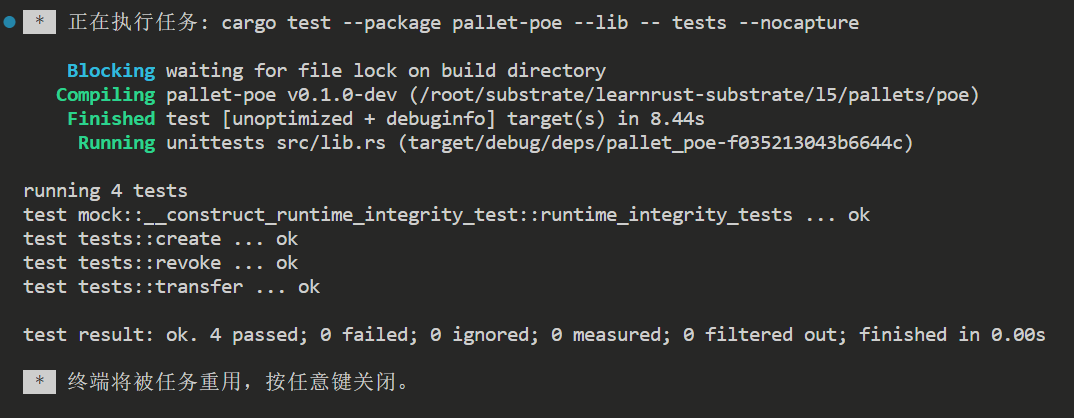 * 正在执行任务: cargo test --package pallet-poe --lib -- tests --nocapture
Blocking waiting for file lock on build directory
Compiling pallet-poe v0.1.0-dev (/root/substrate/learnrust-substrate/l5/pallets/poe)
Finished test [unoptimized + debuginfo] target(s) in 8.44s
Running unittests src/lib.rs (target/debug/deps/pallet_poe-f035213043b6644c)
running 4 tests
test mock::__construct_runtime_integrity_test::runtime_integrity_tests ... ok
test tests::create ... ok
test tests::revoke ... ok
test tests::transfer ... ok
test result: ok. 4 passed; 0 failed; 0 ignored; 0 measured; 0 filtered out; finished in 0.00s
* 终端将被任务重用，按任意键关闭。